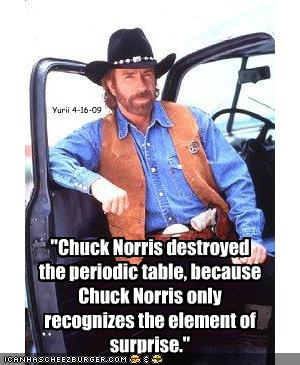 Yurii 4-16-09
"Chuck Norris destroyed
the periodic table, because
Chuck Norris only
recognizes the element of
surprise."
ICANHASCHEEZBURGER.COM